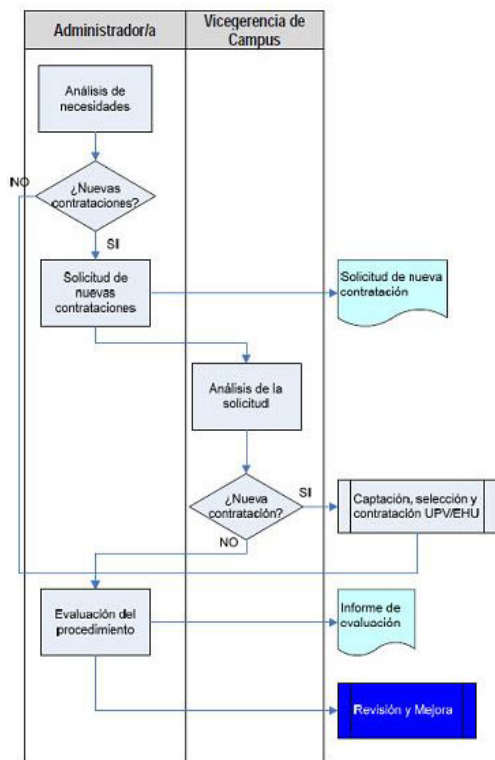 Administrador/a
Vicegerencia de
Campus
Análisis de
necesidades
NO
¿Nuevas
contrataciones?
SI
Solicitud de
nuevas
contrataciones
Solicitud de nueva
contratación
Análisis de la
solicitud
¿Nueva
contratación?
SI
NO
Captación, selección y
contratación UPV/EHU
Evaluación del
procedimiento
Informe de
evaluación
Revisión y Mejora